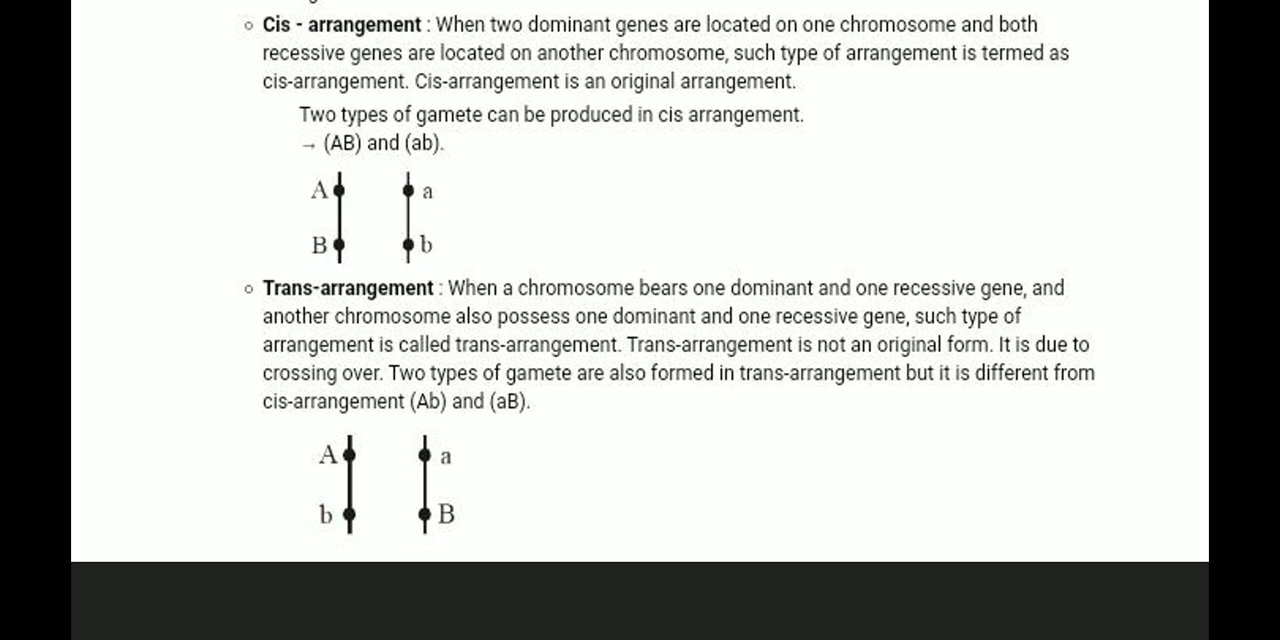 ○ Cis - arrangement : When two dominant genes are located on one chromosome and both
recessive genes are located on another chromosome, such type of arrangement is termed as
cis-arrangement. Cis-arrangement is an original arrangement.
Two types of gamete can be produced in cis arrangement.
→ (AB) and (ab).
A a
B b
○ Trans-arrangement : When a chromosome bears one dominant and one recessive gene, and
another chromosome also possess one dominant and one recessive gene, such type of
arrangement is called trans-arrangement. Trans-arrangement is not an original form. It is due to
crossing over. Two types of gamete are also formed in trans-arrangement but it is different from
cis-arrangement (Ab) and (aB).
A a
b B